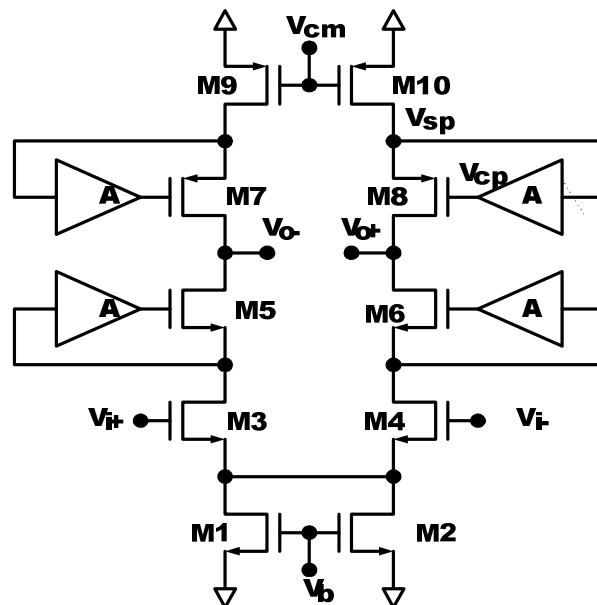 Vcm
M9 M10
Vsp
A M7 M8 Vcp A
Vo- Vo+
A M5 M6 A
Vi+ M3 M4 Vi-
M1 M2
Vb